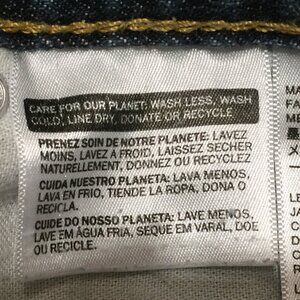 CARE FOR OUR PLANET: WASH LESS, WASH
COLD, LINE DRY, DONATE OR RECYCLE
PRENEZ SOIN DE NOTRE PLANETE: LAVEZ
MOINS, LAVEZ A FROID, LAISSEZ SECHER
NATURELLEMENT, DONNEZ OU RECYCLEZ
CUIDA NUESTRO PLANETA: LAVA MENOS,
LAVA EN FRIO, TIENDE LA ROPA, DONA O
RECICLA.
CUIDE DO NOSSO PLANETA: LAVE MENOS,
LAVE EM ÁGUA FRIA, SEQUE EM VARAL, DOE
OU RECICLE.